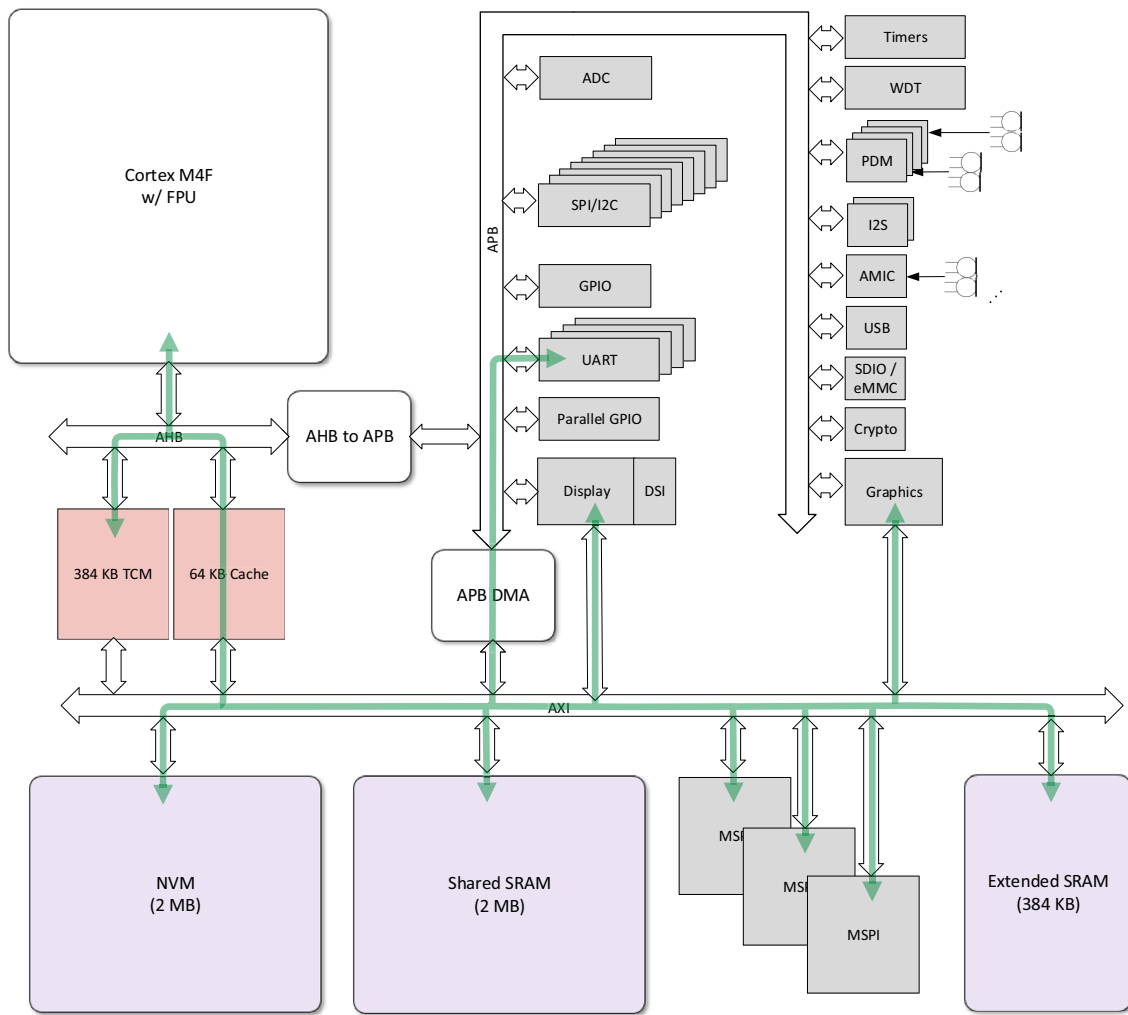 Cortex M4F
w/ FPU
ADC
SPI/I2C
APB
GPIO
UART
Parallel GPIO
Display
DSI
Timers
WDT
PDM
I2S
AMIC
...
USB
SDIO /
eMMC
Crypto
Graphics
AHB
AHB to APB
384 KB TCM
64 KB Cache
APB DMA
AXI
NVM
(2 MB)
Shared SRAM
(2 MB)
MSPI
MSPI
MSPI
Extended SRAM
(384 KB)